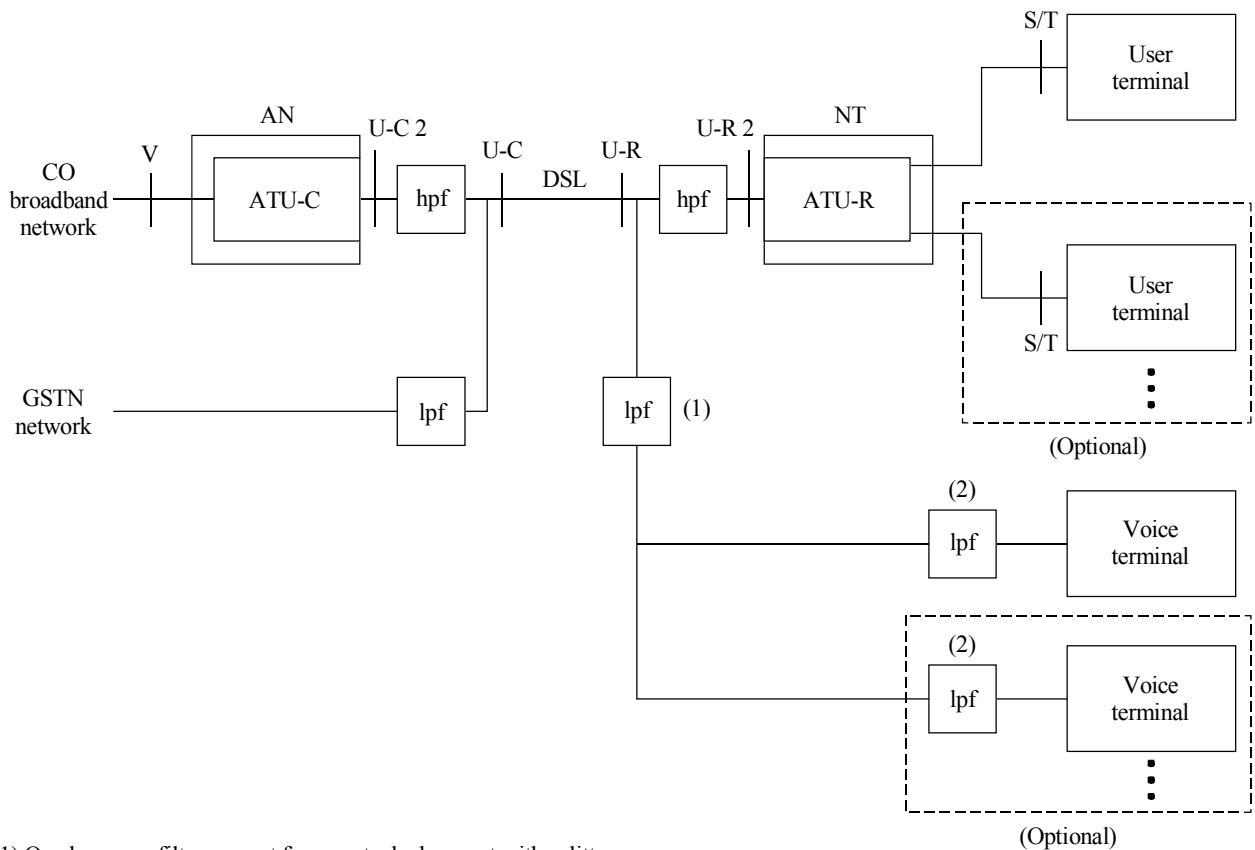 S/T
User
terminal
AN
U-C 2
U-R 2
NT
V
U-C
U-R
CO
broadband
network
ATU-C
hpf
DSL
hpf
ATU-R
User
terminal
S/T
GSTN
network
lpf
lpf
(1)
(Optional)
(2)
lpf
Voice
terminal
(2)
lpf
Voice
terminal
(Optional)